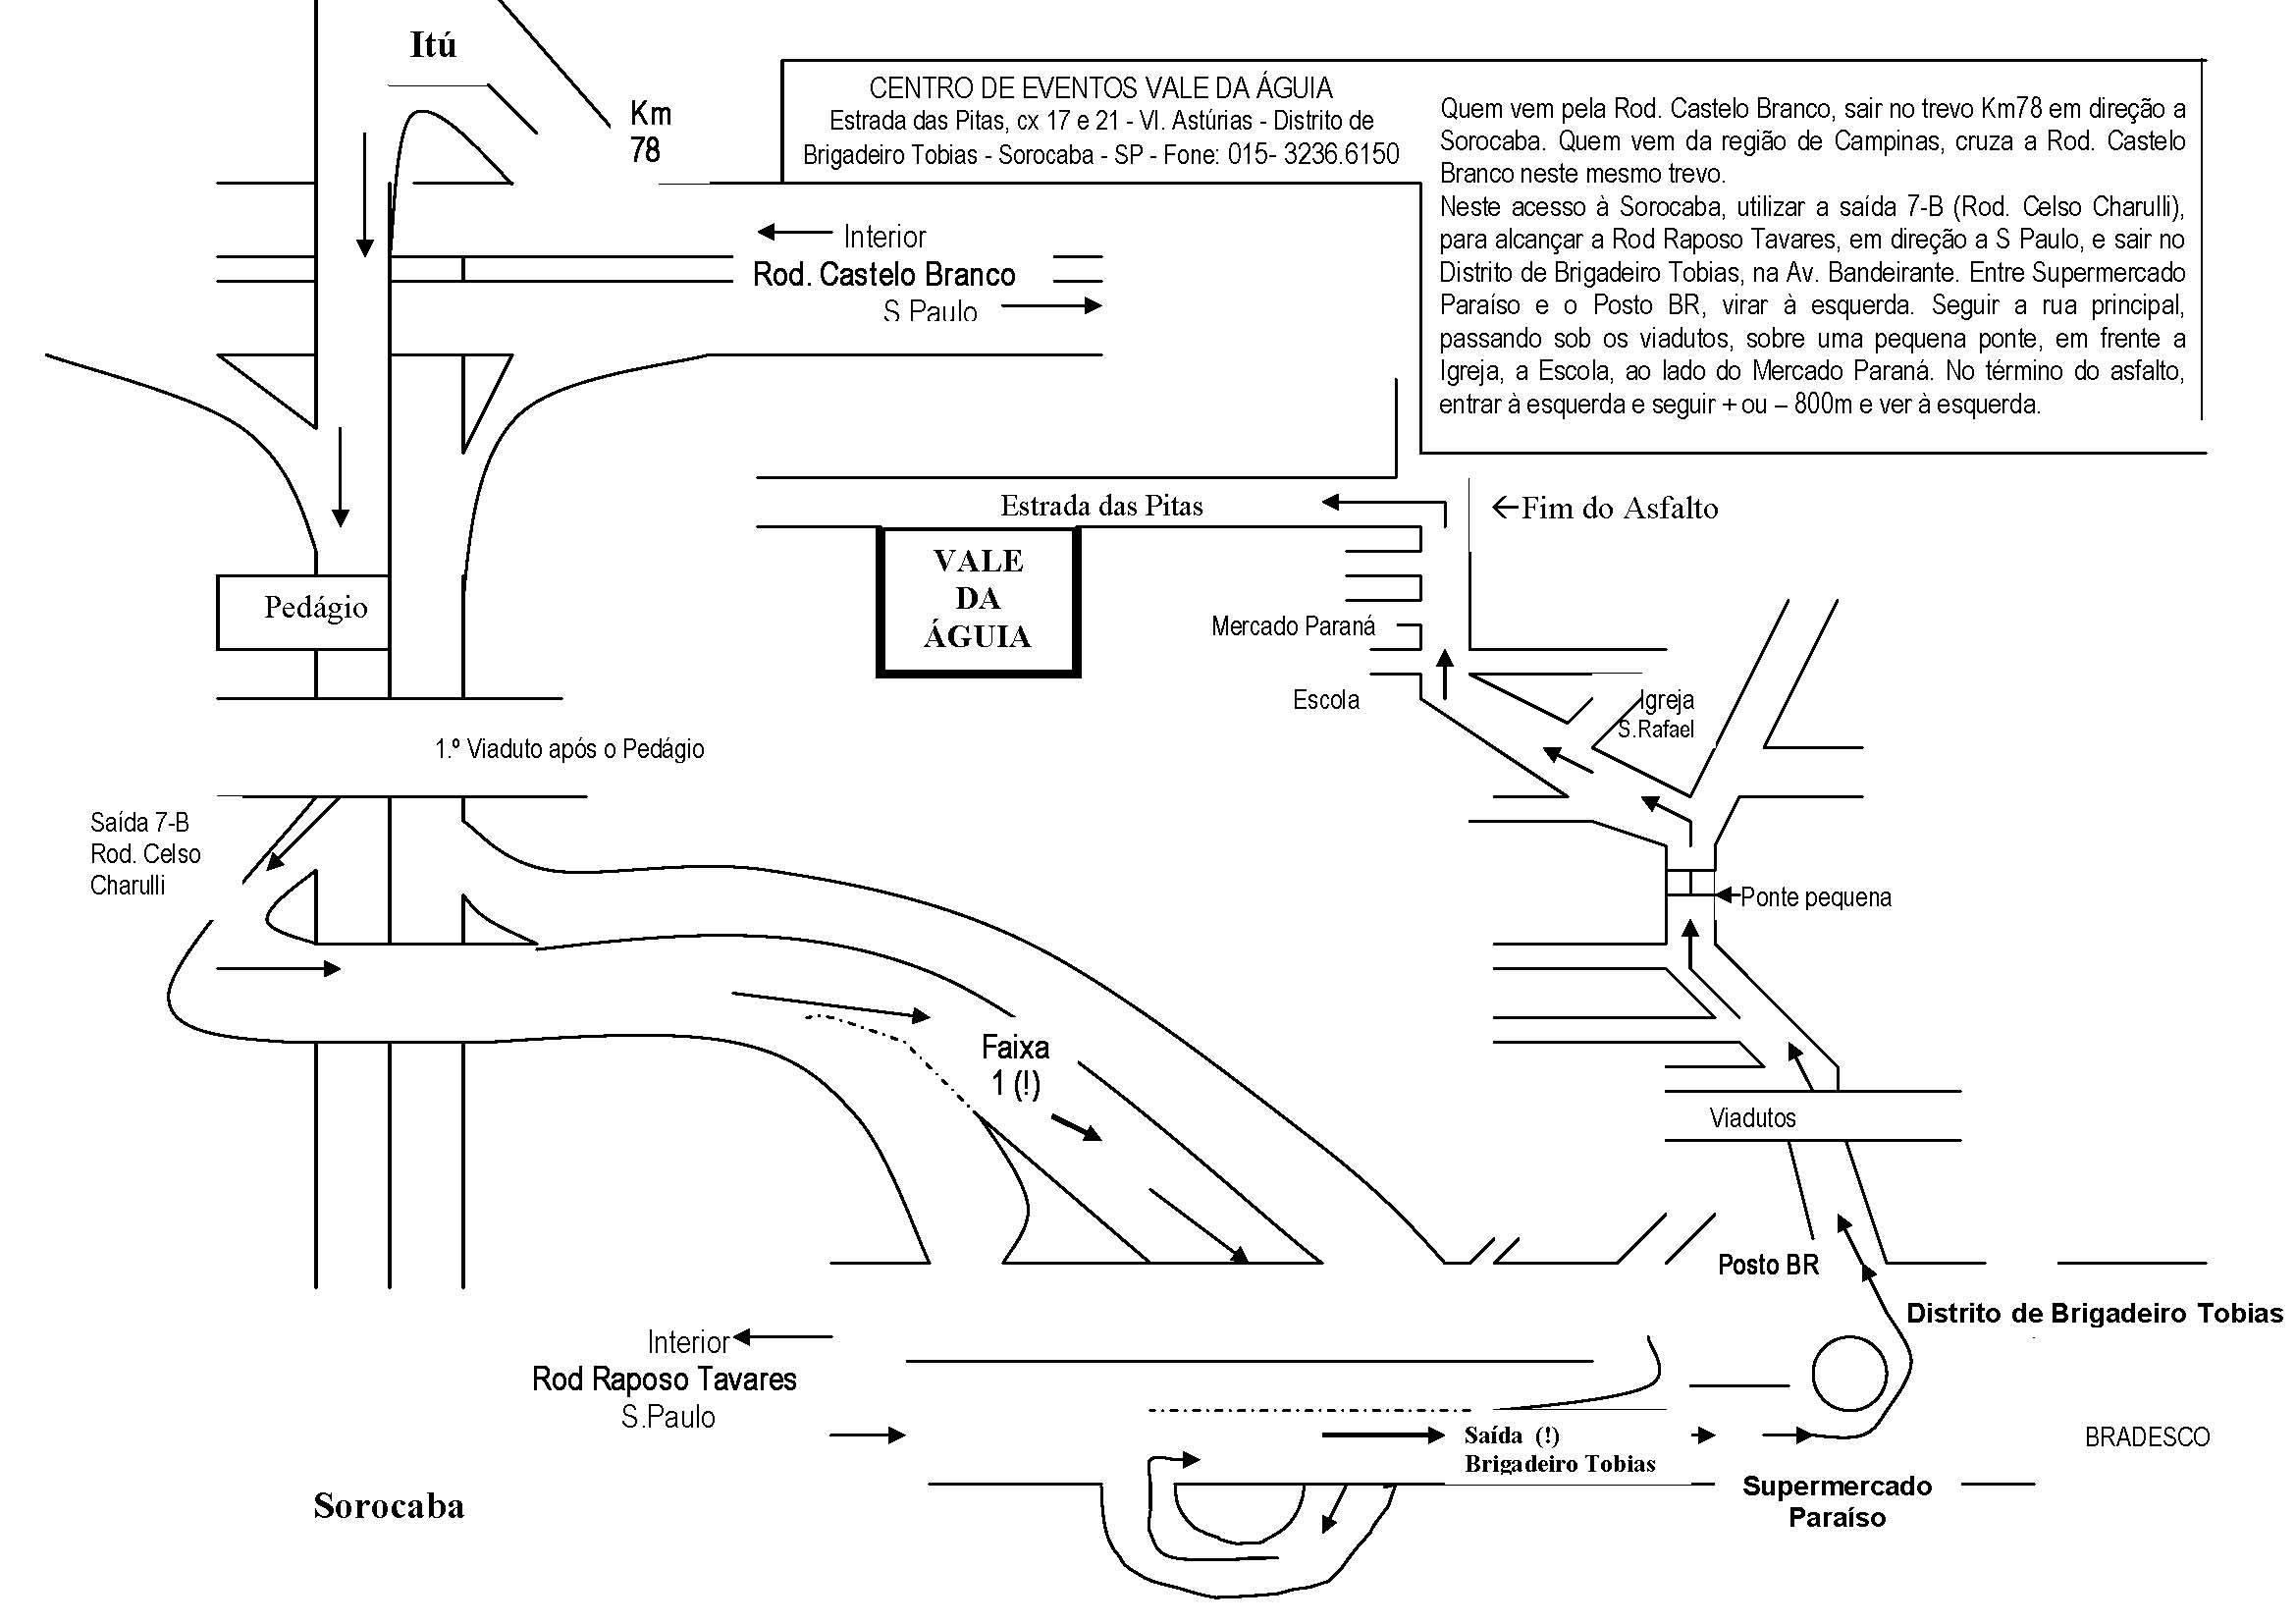 Itú
Km
78
CENTRO DE EVENTOS VALE DA ÁGUIA
Estrada das Pitas, cx 17 e 21 - Vl. Astúrias - Distrito de
Brigadeiro Tobias - Sorocaba - SP - Fone: 015- 3236.6150
Quem vem pela Rod. Castelo Branco, sair no trevo Km78 em direção a
Sorocaba. Quem vem da região de Campinas, cruza a Rod. Castelo
Branco neste mesmo trevo.
Neste acesso à Sorocaba, utilizar a saída 7-B (Rod. Celso Charulli),
para alcançar a Rod Raposo Tavares, em direção a S Paulo, e sair no
Distrito de Brigadeiro Tobias, na Av. Bandeirante. Entre Supermercado
Paraíso e o Posto BR, virar à esquerda. Seguir a rua principal,
passando sob os viadutos, sobre uma pequena ponte, em frente a
Igreja, a Escola, ao lado do Mercado Paraná. No término do asfalto,
entrar à esquerda e seguir + ou – 800m e ver à esquerda.
Interior
Rod. Castelo Branco
S Paulo
Estrada das Pitas
←Fim do Asfalto
VALE
DA
ÁGUIA
Pedágio
Mercado Paraná
Escola
Igreja
S.Rafael
1.º Viaduto após o Pedágio
Saída 7-B
Rod. Celso
Charulli
Ponte pequena
Faixa
1 (!)
Viadutos
Posto BR
Distrito de Brigadeiro Tobias
Interior
Rod Raposo Tavares
S.Paulo
Saída (!)
Brigadeiro Tobias
BRADESCO
Supermercado
Paraíso
Sorocaba